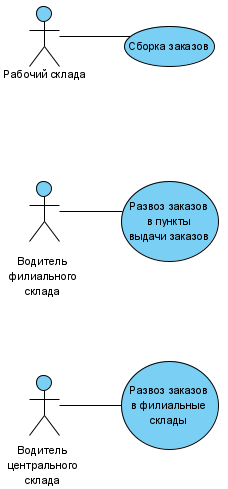 Сборка заказов
Рабочий склада
Развоз заказов
в пункты
выдачи заказов
Водитель
филиального
склада
Развоз заказов
в филиальные
склады
Водитель
центрального
склада